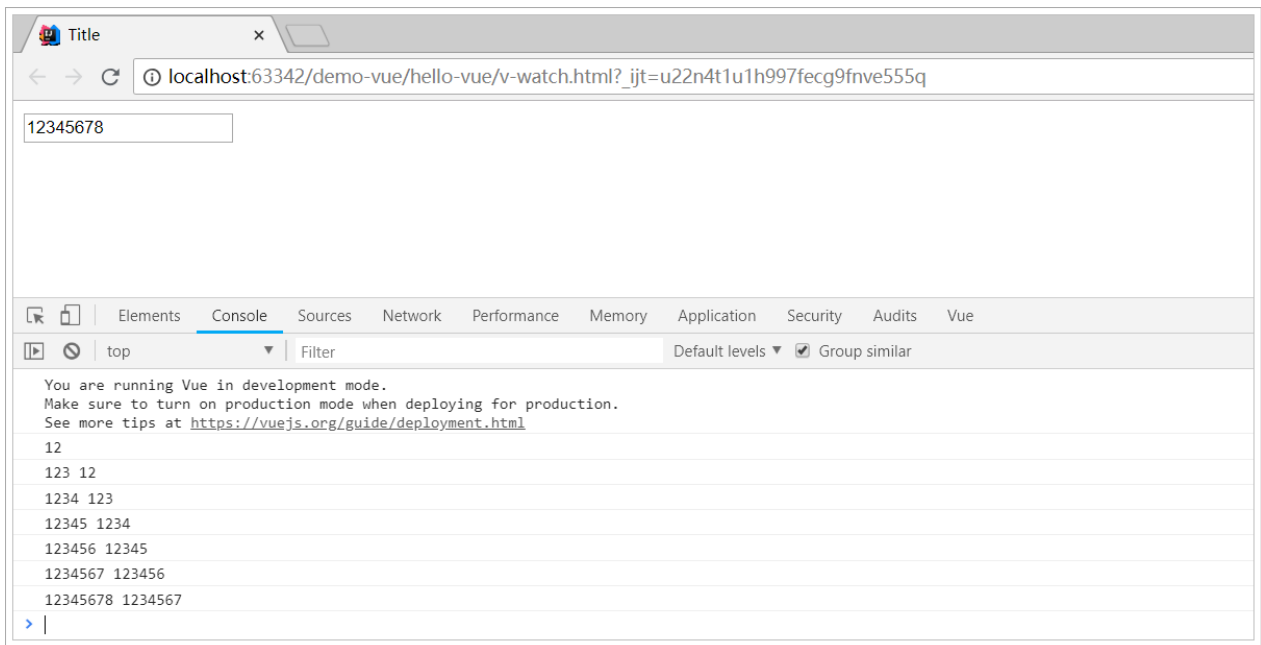 Title
localhost:63342/demo-vue/hello-vue/v-watch.html?_ijt=u22n4t1u1h997fecg9fnve555q
12345678
Elements Console Sources Network Performance Memory Application Security Audits Vue
top Filter Default levels Group similar
You are running Vue in development mode.
Make sure to turn on production mode when deploying for production.
See more tips at https://vuejs.org/guide/deployment.html
12
123 12
1234 123
12345 1234
123456 12345
1234567 123456
12345678 1234567